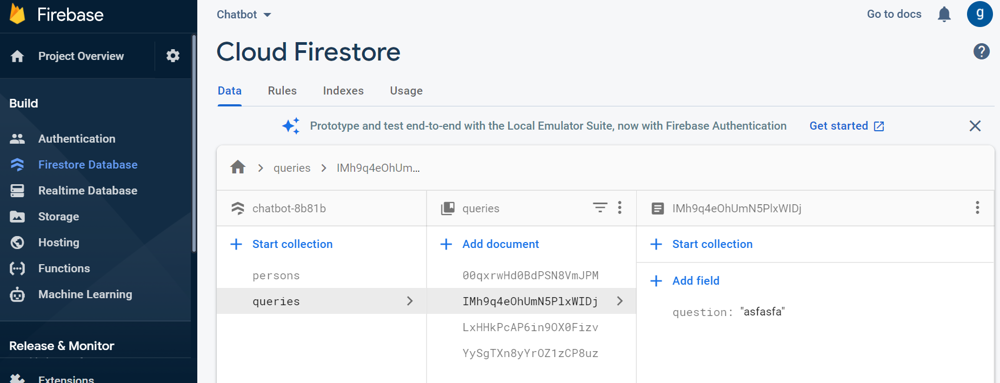 Firebase
Project Overview
Build
Authentication
Firestore Database
Realtime Database
Storage
Hosting
Functions
Machine Learning
Release & Monitor
Extensions
Chatbot
Go to docs
g
Cloud Firestore
?
Data Rules Indexes Usage
Prototype and test end-to-end with the Local Emulator Suite, now with Firebase Authentication Get started
queries > IMh9q4eOhUm...
chatbot-8b81b
Start collection
persons
queries
queries
Add document
00qxrwHd0BdPSN8VmJPM
IMh9q4eOhUmN5PlxWIDj
LxHHkPcAP6in9OX0Fizv
YySgTXn8yYrOZ1zCP8uz
IMh9q4eOhUmN5PlxWIDj
Start collection
Add field
question: "asfasfa"